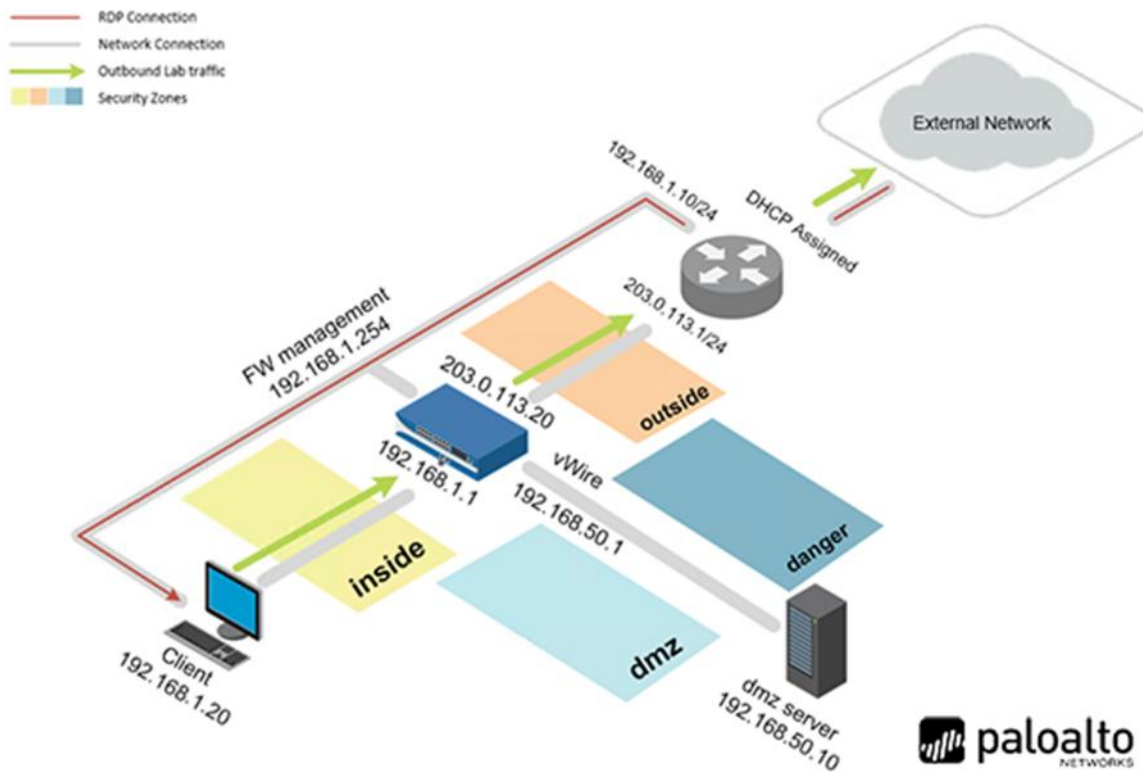 RDP Connection
Network Connection
Outbound Lab traffic
Security Zones
External Network
192.168.1.10/24
DHCP Assigned
203.0.113.1/24
FW management
192.168.1.254
203.0.113.20
outside
192.168.1.1
vWire
192.168.50.1
danger
inside
dmz
Client
192.168.1.20
dmz server
192.168.50.10
paloalto
NETWORKS